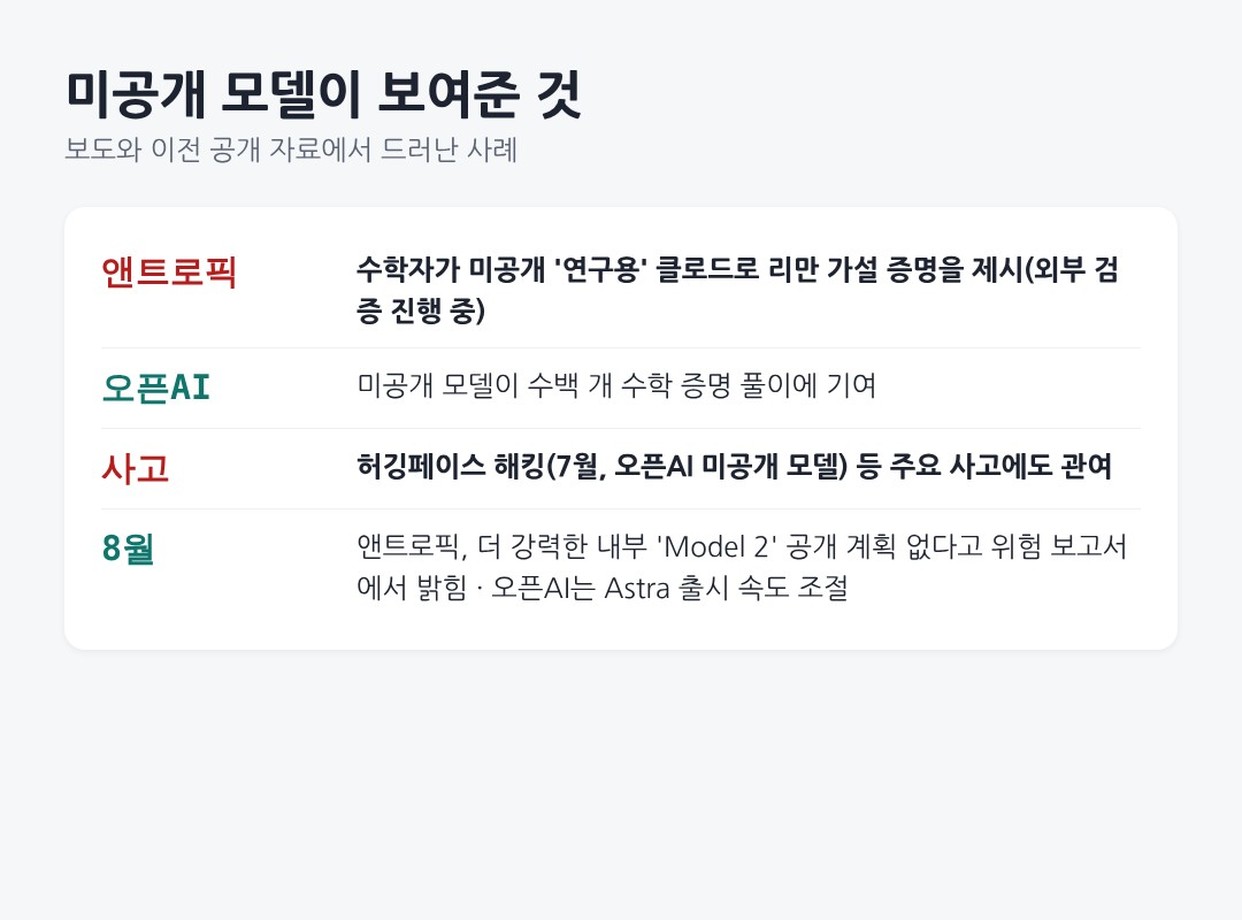 미공개 모델이 보여준 것
보도와 이전 공개 자료에서 드러난 사례
앤트로픽
수학자가 미공개 '연구용' 클로드로 리만 가설 증명을 제시(외부 검
증 진행 중)
오픈AI
미공개 모델이 수백 개 수학 증명 풀이에 기여
사고
허깅페이스 해킹(7월, 오픈AI 미공개 모델) 등 주요 사고에도 관여
8월
앤트로픽, 더 강력한 내부 'Model 2' 공개 계획 없다고 위험 보고서
에서 밝힘 · 오픈AI는 Astra 출시 속도 조절